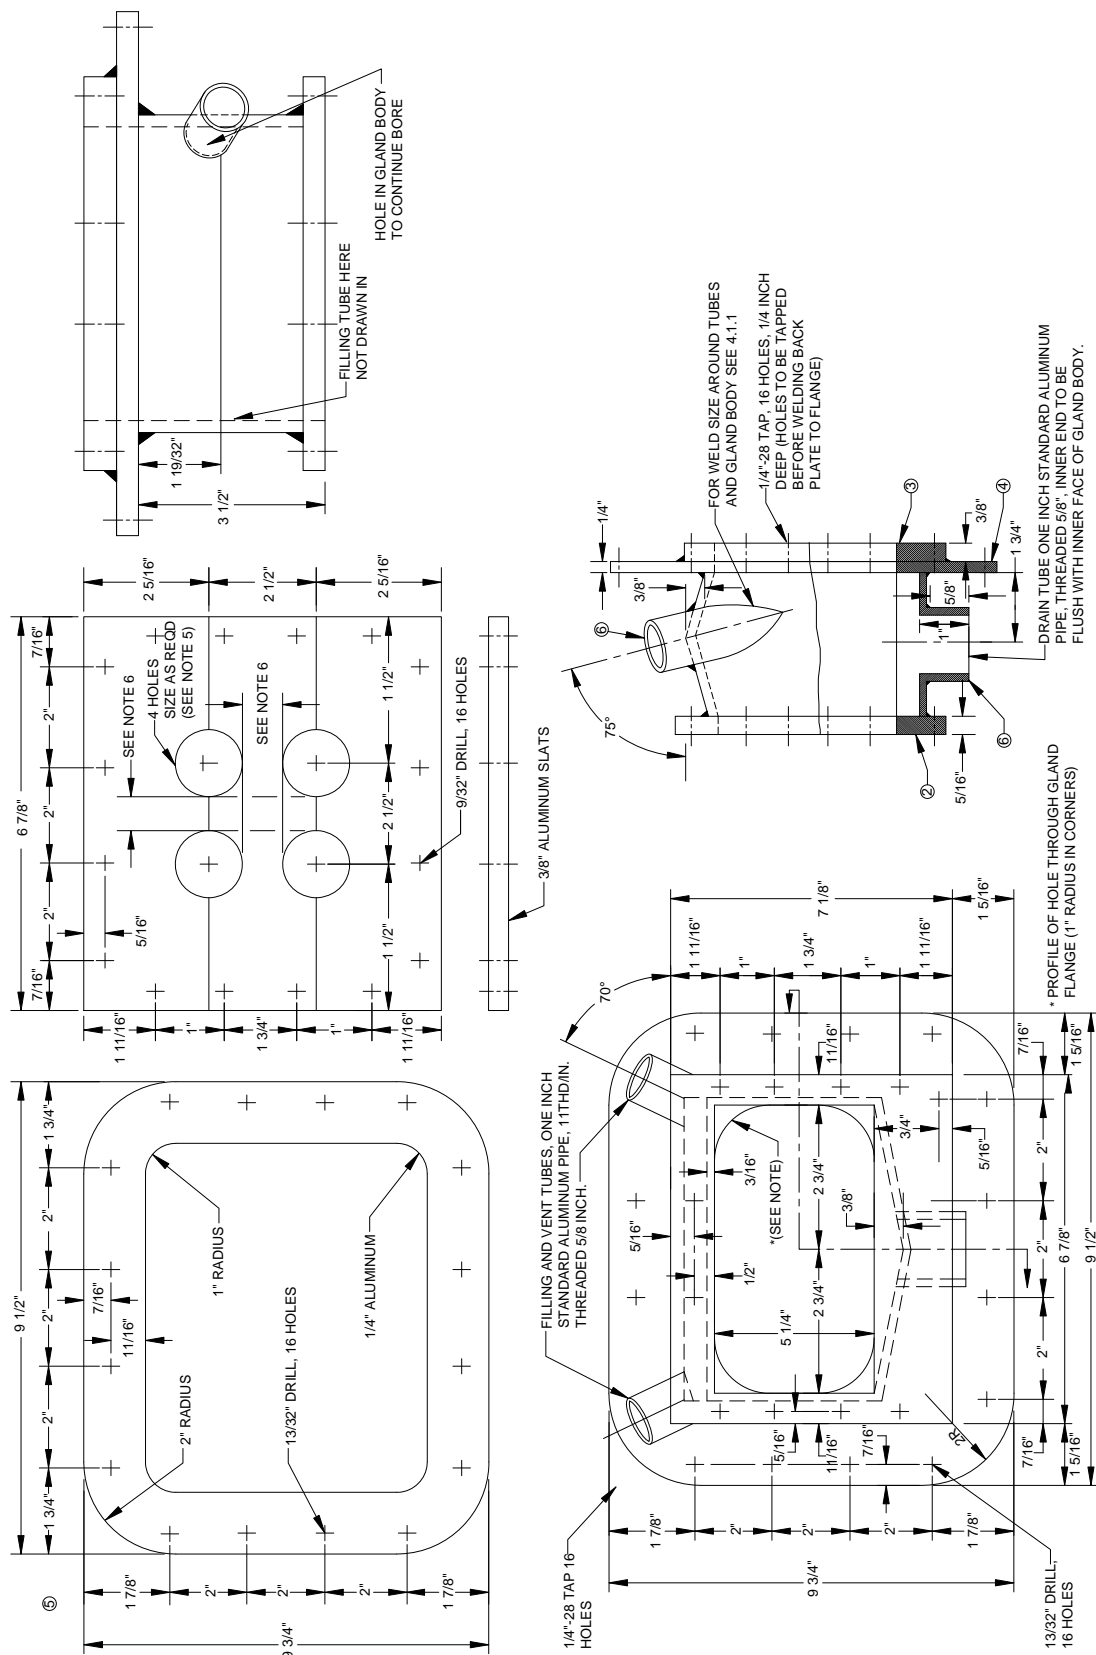 ⑤
9 3/4"
1 7/8"
2"
2"
2"
1 7/8"
9 1/2"
1 3/4"
2"
2"
2"
1 3/4"
7/16"
11/16"
2" RADIUS
1" RADIUS
13/32" DRILL, 16 HOLES
1/4" ALUMINUM
6 7/8"
7/16"
2"
2"
2"
7/16"
5/16"
1 11/16"
1"
1 3/4"
1"
1 11/16"
SEE NOTE 6
4 HOLES
SIZE AS REQD
(SEE NOTE 5)
SEE NOTE 6
2 5/16"
2 1/2"
2 5/16"
1 1/2"
2 1/2"
1 1/2"
9/32" DRILL, 16 HOLES
3/8" ALUMINUM SLATS
1 19/32"
3 1/2"
FILLING TUBE HERE
NOT DRAWN IN
HOLE IN GLAND BODY
TO CONTINUE BORE
1/4"-28 TAP 16
HOLES
FILLING AND VENT TUBES, ONE INCH
STANDARD ALUMINUM PIPE, 11THD/IN.
THREADED 5/8 INCH.
70°
9 3/4"
1 7/8"
2"
2"
2"
1 7/8"
5/16"
1/2"
3/16"
*(SEE NOTE)
5 1/4"
2 3/4"
2 3/4"
3/8"
3/4"
5/16"
11/16"
7/16"
11/16"
2R
1 11/16"
1"
1 3/4"
1"
1 11/16"
7 1/8"
1 5/16"
5/16"
7/16"
2"
2"
2"
7/16"
1 5/16"
6 7/8"
1 5/16"
9 1/2"
13/32" DRILL,
16 HOLES
* PROFILE OF HOLE THROUGH GLAND
FLANGE (1" RADIUS IN CORNERS)
75°
⑥
3/8"
1/4"
FOR WELD SIZE AROUND TUBES
AND GLAND BODY SEE 4.1.1
1/4"-28 TAP, 16 HOLES, 1/4 INCH
DEEP (HOLES TO BE TAPPED
BEFORE WELDING BACK
PLATE TO FLANGE)
②
5/16"
⑥
1"
5/8"
③
④
3/8"
1 3/4"
DRAIN TUBE ONE INCH STANDARD ALUMINUM
PIPE, THREADED 5/8", INNER END TO BE
FLUSH WITH INNER FACE OF GLAND BODY.